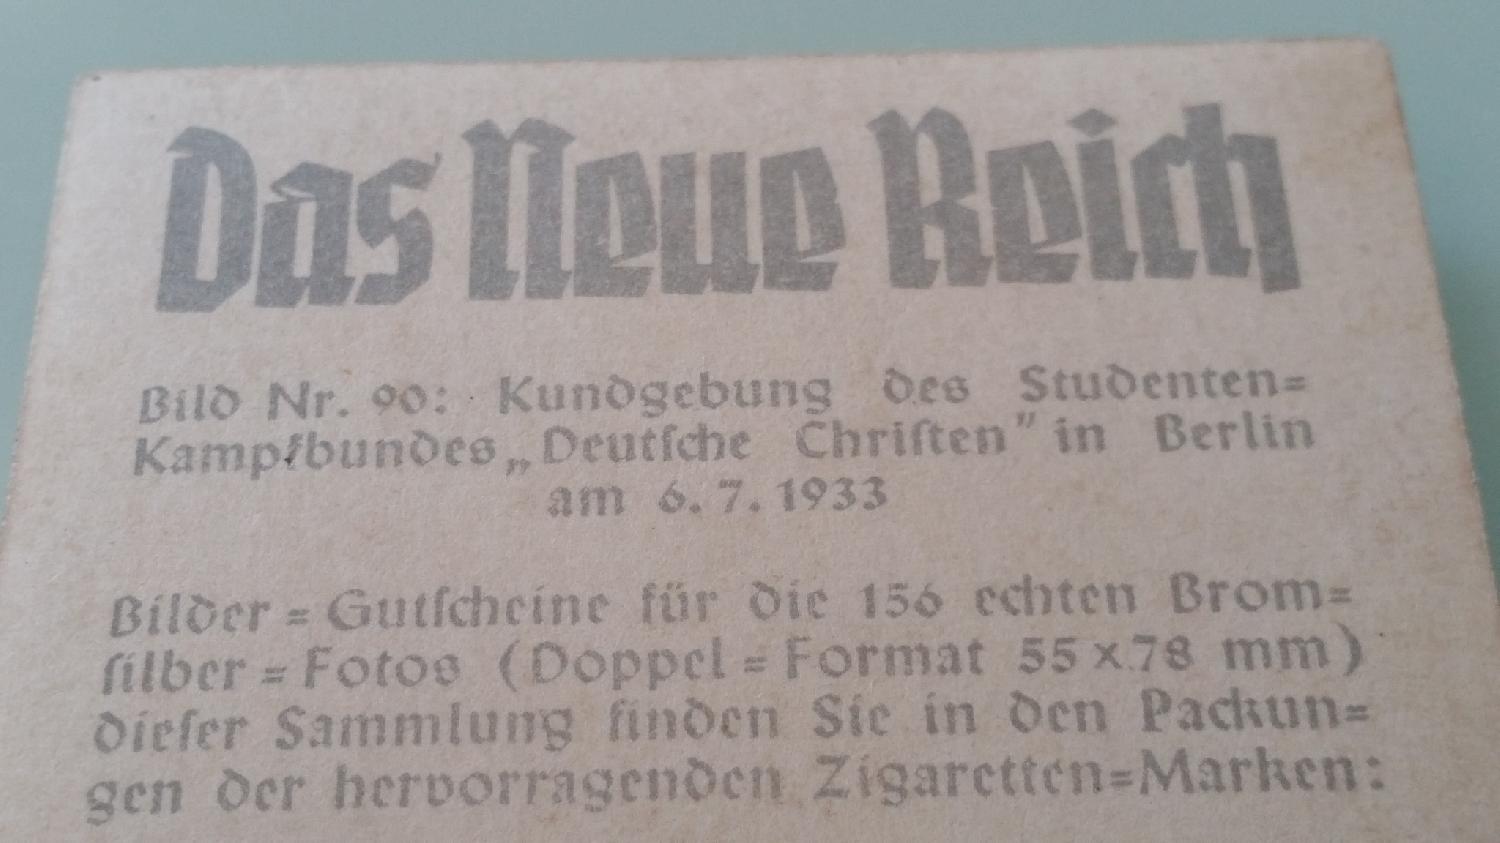 Das Neue Reich
Bild Nr. 90: Kundgebung des Studenten=
Kampfbundes „Deutſche Chriſten" in Berlin
am 6. 7. 1933
Bilder = Gutſcheine für die 156 echten Brom=
ſilber = Fotos (Doppel = Format 55 x 78 mm)
dieſer Sammlung finden Sie in den Packun=
gen der hervorragenden Zigaretten=Marken: